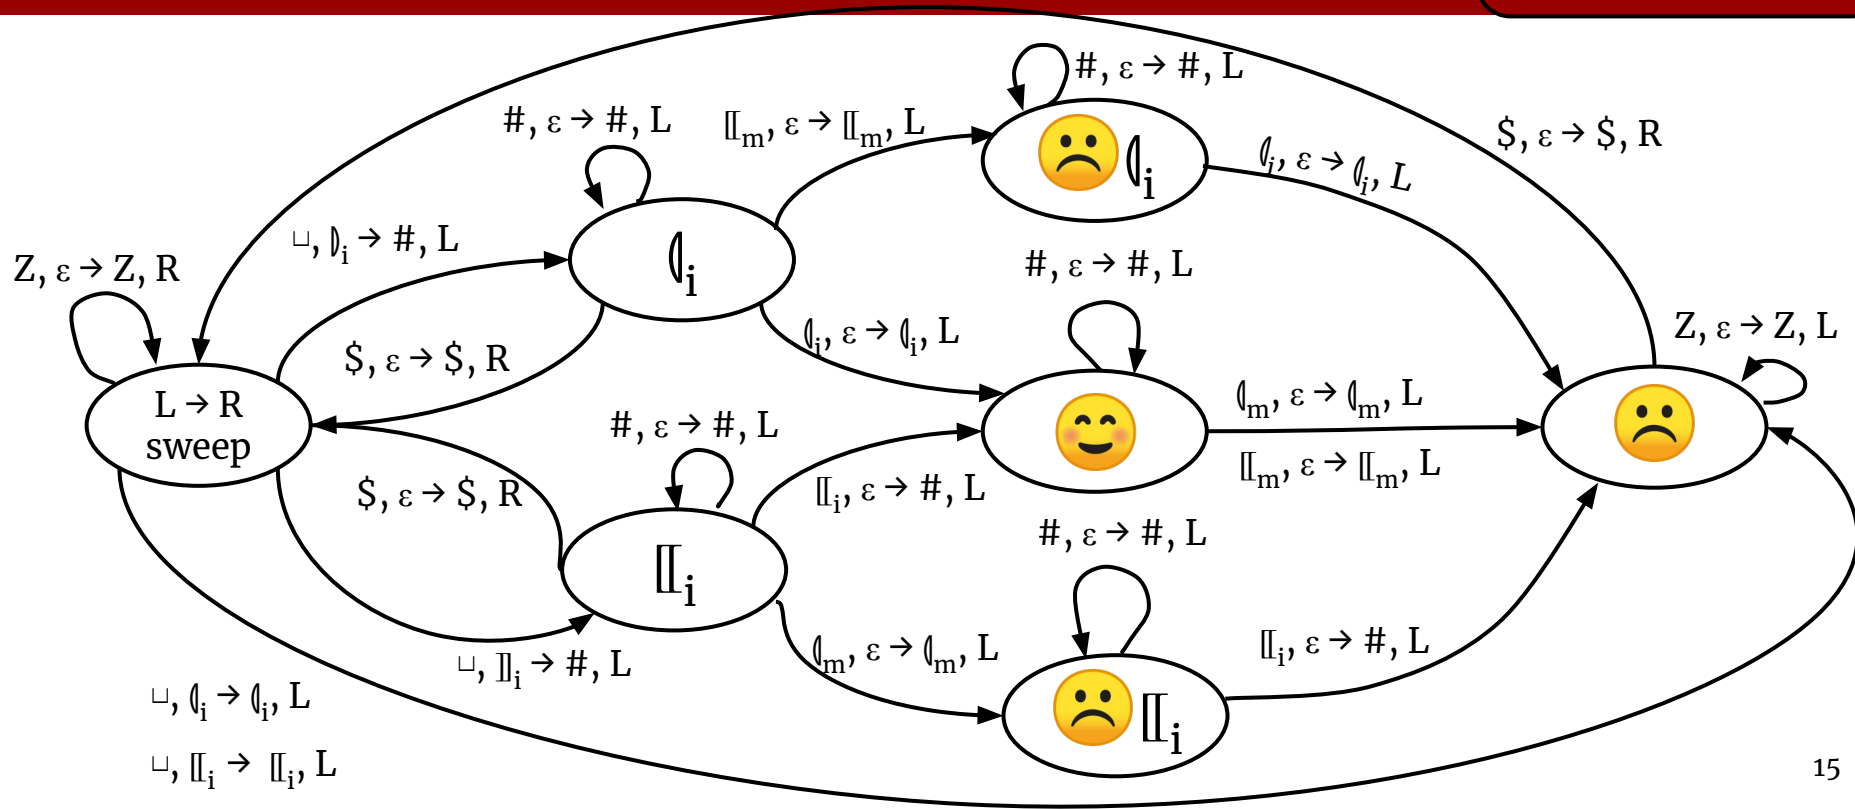 #, ε → #, L
#, ε → #, L
⟦ₘ, ε → ⟦ₘ, L
☹️⦇ᵢ
$, ε → $, R
⦇ᵢ, ε → ⦇ᵢ, L
␣, ⦈ᵢ → #, L
Z, ε → Z, R
⦇ᵢ
#, ε → #, L
$, ε → $, R
⦇ᵢ, ε → ⦇ᵢ, L
Z, ε → Z, L
L → R
sweep
#, ε → #, L
⦇ₘ, ε → ⦇ₘ, L
⟦ₘ, ε → ⟦ₘ, L
$, ε → $, R
⟦ᵢ, ε → #, L
#, ε → #, L
⟦ᵢ
␣, ⟧ᵢ → #, L
⦇ₘ, ε → ⦇ₘ, L
⟦ᵢ, ε → #, L
☹️⟦ᵢ
␣, ⦇ᵢ → ⦇ᵢ, L
␣, ⟦ᵢ → ⟦ᵢ, L
15